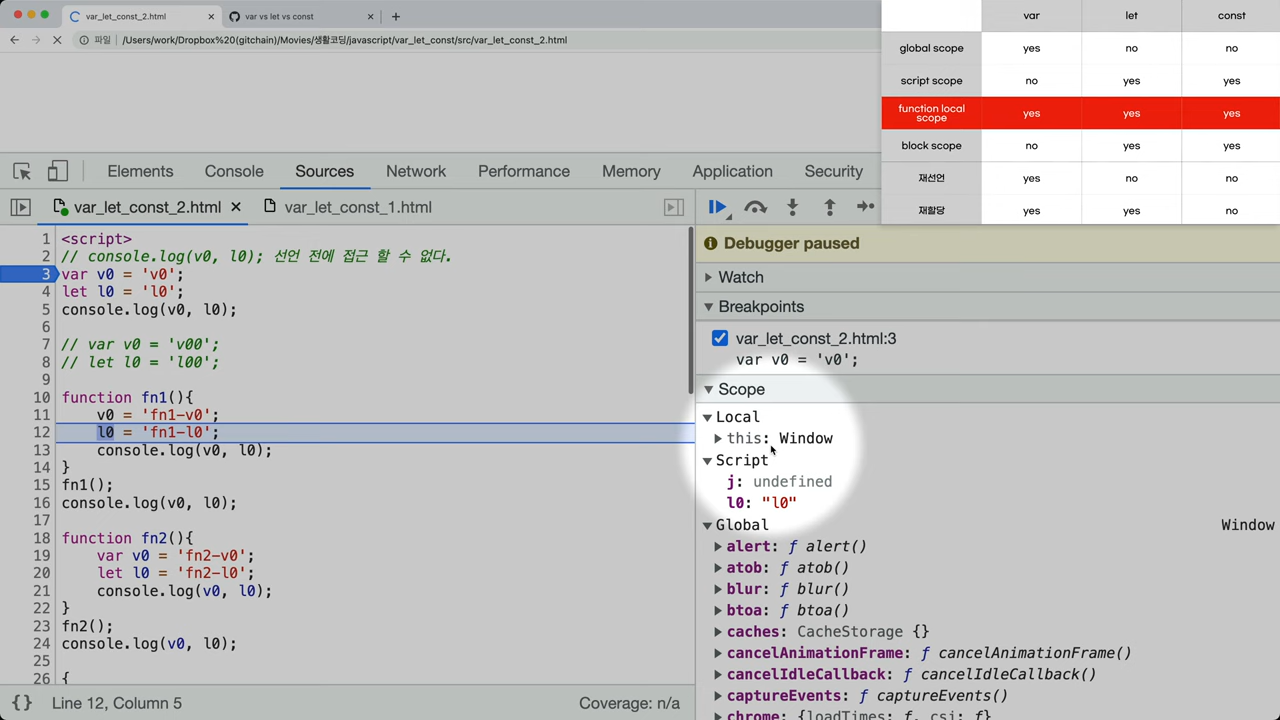 var_let_const_2.html
var vs let vs const
파일
/Users/work/Dropbox%20(gitchain)/Movies/생활코딩/javascript/var_let_const/src/var_let_const_2.html
var let const
global scope yes no no
script scope no yes yes
function local scope yes yes yes
block scope no yes yes
재선언 yes no no
재할당 yes yes no
Elements Console Sources Network Performance Memory Application Security
var_let_const_2.html
var_let_const_1.html
1 <script>
2 // console.log(v0, l0); 선언 전에 접근 할 수 없다.
3 var v0 = 'v0';
4 let l0 = 'l0';
5 console.log(v0, l0);
6
7 // var v0 = 'v00';
8 // let l0 = 'l00';
9
10 function fn1(){
11 v0 = 'fn1-v0';
12 l0 = 'fn1-l0';
13 console.log(v0, l0);
14 }
15 fn1();
16 console.log(v0, l0);
17
18 function fn2(){
19 var v0 = 'fn2-v0';
20 let l0 = 'fn2-l0';
21 console.log(v0, l0);
22 }
23 fn2();
24 console.log(v0, l0);
25
26 {
{} Line 12, Column 5
Coverage: n/a
Debugger paused
Watch
Breakpoints
var_let_const_2.html:3
var v0 = 'v0';
Scope
Local
this: Window
Script
j: undefined
l0: "l0"
Global Window
alert: ƒ alert()
atob: ƒ atob()
blur: ƒ blur()
btoa: ƒ btoa()
caches: CacheStorage {}
cancelAnimationFrame: ƒ cancelAnimationFrame()
cancelIdleCallback: ƒ cancelIdleCallback()
captureEvents: ƒ captureEvents()
chrome: {loadTimes: ƒ, csi: ƒ}